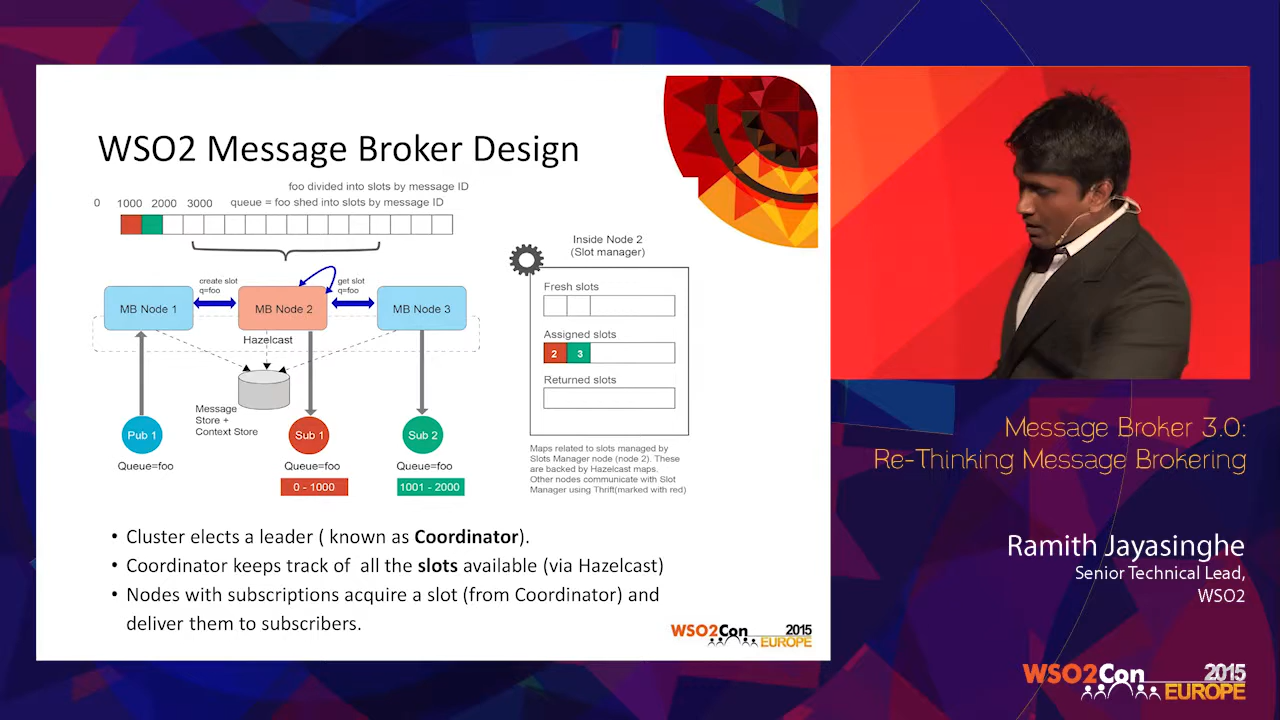 WSO2 Message Broker Design
foo divided into slots by message ID
0 1000 2000 3000 queue = foo shed into slots by message ID
create slot
q=foo
get slot
q=foo
MB Node 1
MB Node 2
MB Node 3
Hazelcast
Message
Store +
Context Store
Pub 1
Sub 1
Sub 2
Queue=foo
Queue=foo
Queue=foo
0 - 1000
1001 - 2000
Inside Node 2
(Slot manager)
Fresh slots
Assigned slots
2 3
Returned slots
Maps related to slots managed by
Slots Manager node (node 2). These
are backed by Hazelcast maps.
Other nodes communicate with Slot
Manager using Thrift(marked with red)
• Cluster elects a leader ( known as Coordinator).
• Coordinator keeps track of all the slots available (via Hazelcast)
• Nodes with subscriptions acquire a slot (from Coordinator) and
deliver them to subscribers.
WSO2Con 2015
EUROPE
Message Broker 3.0:
Re-Thinking Message Brokering
Ramith Jayasinghe
Senior Technical Lead,
WSO2
WSO2Con 2015
EUROPE